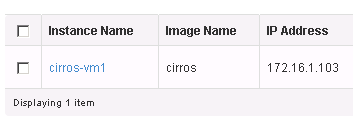 Instance Name Image Name IP Address
cirros-vm1 cirros 172.16.1.103
Displaying 1 item